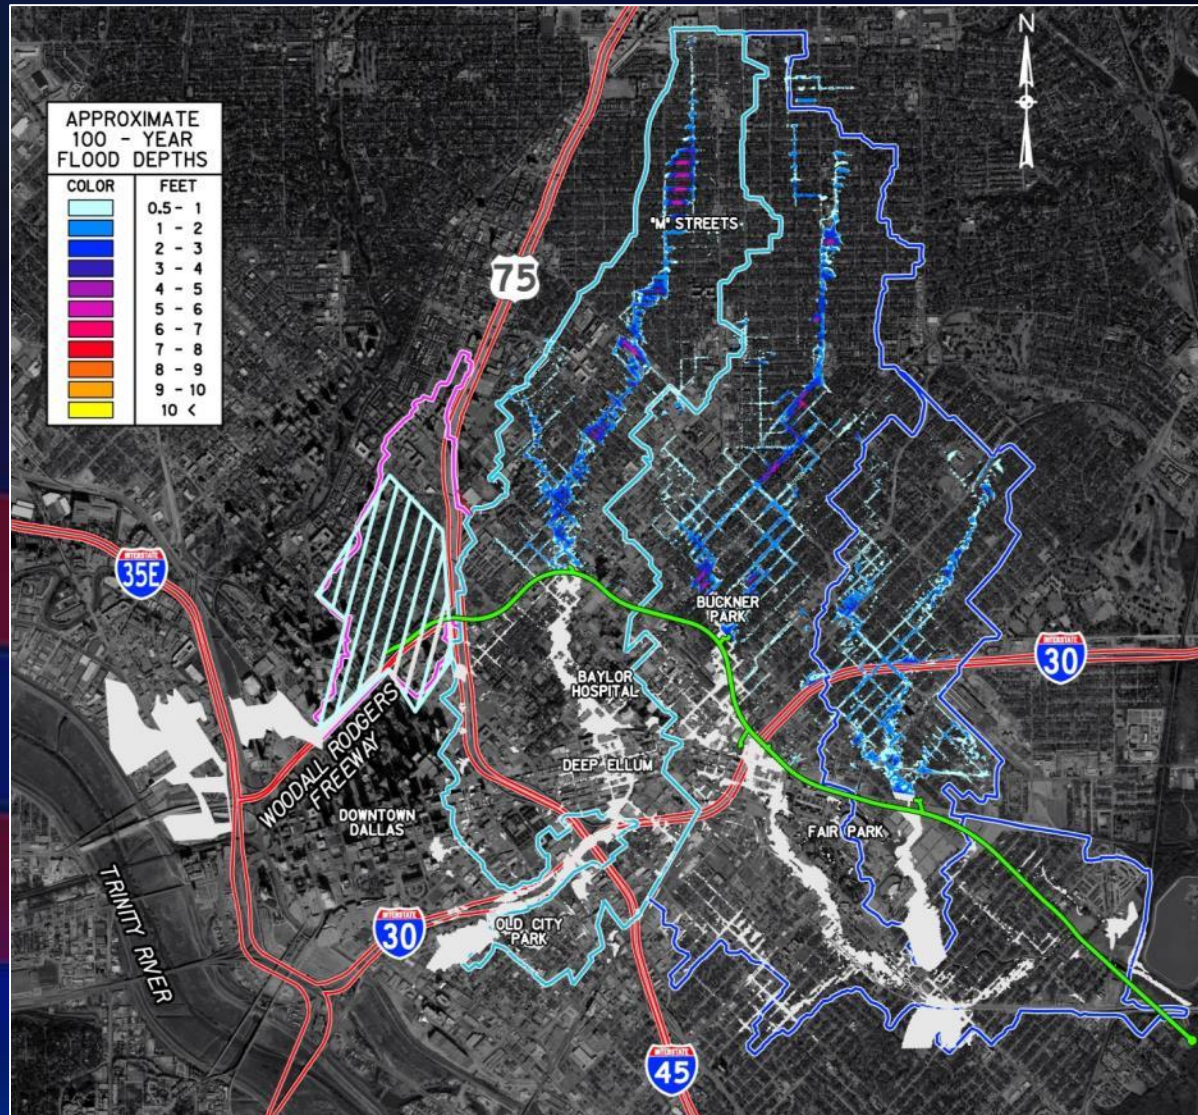 N
APPROXIMATE
100 - YEAR
FLOOD DEPTHS
COLOR FEET
0.5 - 1
1 - 2
2 - 3
3 - 4
4 - 5
5 - 6
6 - 7
7 - 8
8 - 9
9 - 10
10 <
"M" STREETS
75
INTERSTATE
35E
BUCKNER
PARK
INTERSTATE
30
BAYLOR
HOSPITAL
WOODALL RODGERS
FREEWAY
DEEP ELLUM
DOWNTOWN
DALLAS
FAIR PARK
TRINITY RIVER
INTERSTATE
30
OLD CITY
PARK
INTERSTATE
45